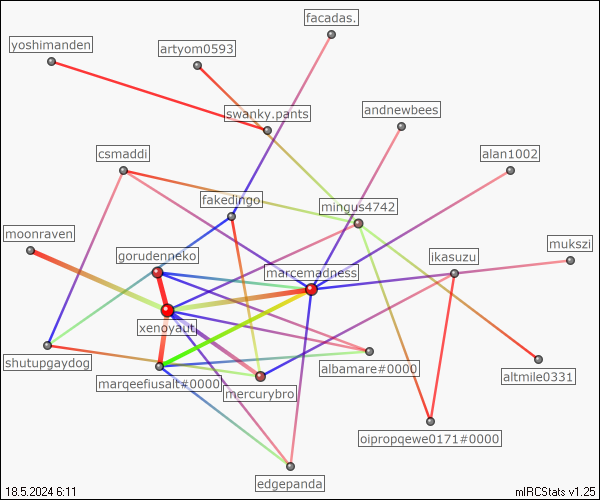 facadas.
yoshimanden
artyom0593
andnewbees
swanky.pants
csmaddi
alan1002
fakedingo
mingus4742
moonraven
mukszi
gorudenneko
ikasuzu
marcemadness
xenoyaut
shutupgaydog
albamare#0000
altmile0331
marqeefiusalt#0000
mercurybro
oipropqewe0171#0000
edgepanda
18.5.2024 6:11
mIRCStats v1.25